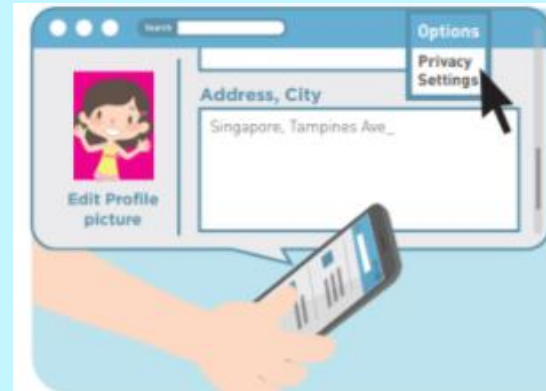 Search
Options
Privacy
Settings
Address, City
Singapore, Tampines Ave_
Edit Profile
picture